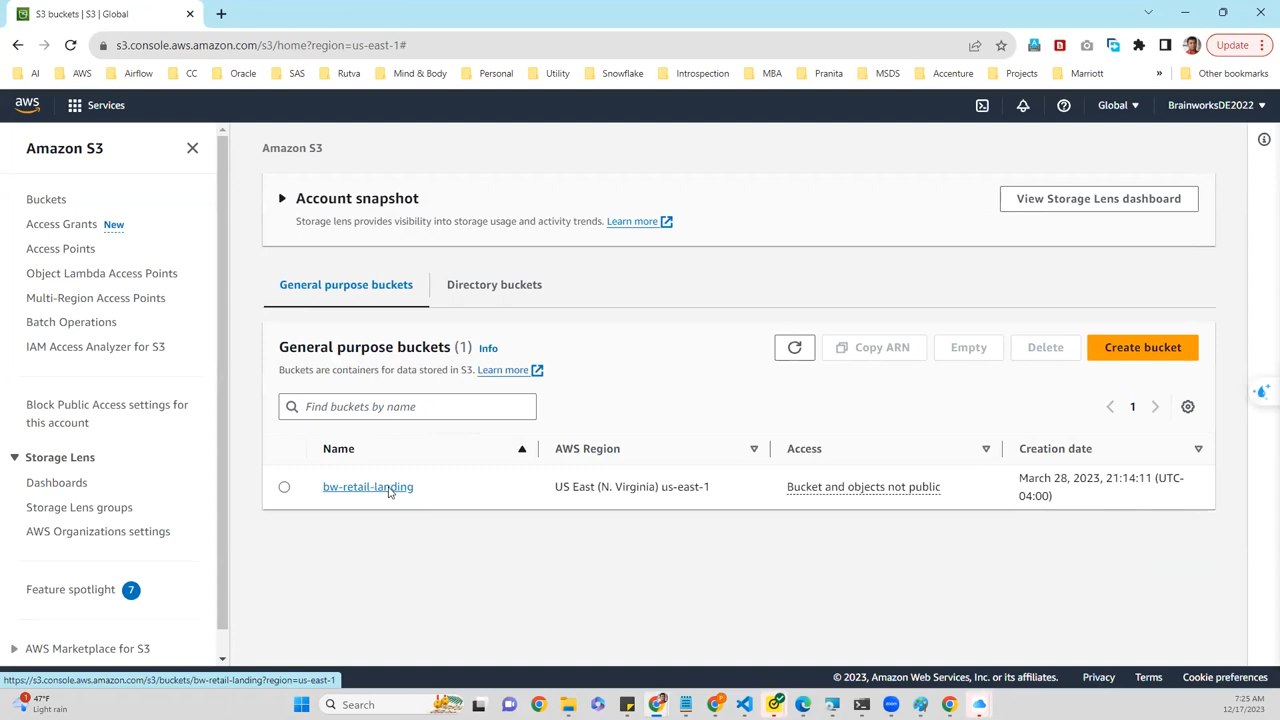 S3 buckets | S3 | Global
s3.console.aws.amazon.com/s3/home?region=us-east-1#
Update
AI
AWS
Airflow
CC
Oracle
SAS
Rutva
Mind & Body
Personal
Utility
Snowflake
Introspection
MBA
Pranita
MSDS
Accenture
Projects
Marriott
»
Other bookmarks
aws
Services
Global
BrainworksDE2022
Amazon S3
Buckets
Access Grants New
Access Points
Object Lambda Access Points
Multi-Region Access Points
Batch Operations
IAM Access Analyzer for S3
Block Public Access settings for
this account
Storage Lens
Dashboards
Storage Lens groups
AWS Organizations settings
Feature spotlight 7
AWS Marketplace for S3
Amazon S3
Account snapshot
Storage lens provides visibility into storage usage and activity trends. Learn more
View Storage Lens dashboard
General purpose buckets
Directory buckets
General purpose buckets (1) Info
Buckets are containers for data stored in S3. Learn more
Copy ARN
Empty
Delete
Create bucket
Find buckets by name
1
Name
AWS Region
Access
Creation date
bw-retail-landing
US East (N. Virginia) us-east-1
Bucket and objects not public
March 28, 2023, 21:14:11 (UTC-
04:00)
https://s3.console.aws.amazon.com/s3/buckets/bw-retail-landing?region=us-east-1
© 2023, Amazon Web Services, Inc. or its affiliates.
Privacy
Terms
Cookie preferences
1
47°F
Light rain
Search
7:25 AM
12/17/2023